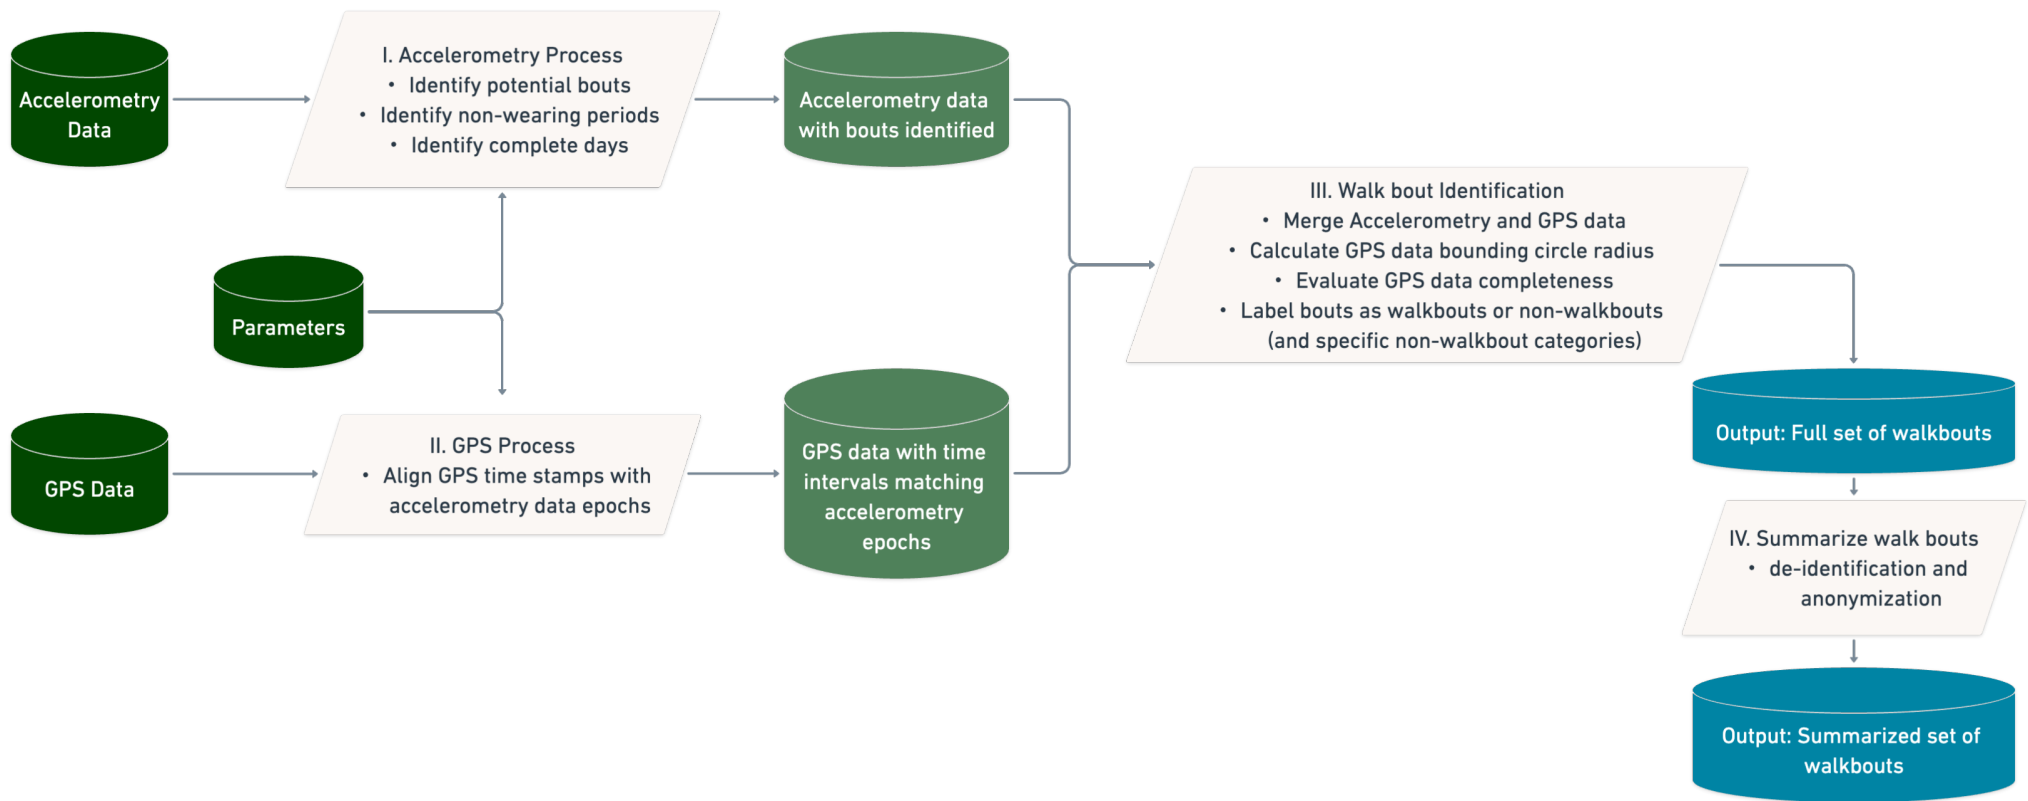 Accelerometry
Data
I. Accelerometry Process
• Identify potential bouts
• Identify non-wearing periods
• Identify complete days
Accelerometry data
with bouts identified
Parameters
GPS Data
II. GPS Process
• Align GPS time stamps with
accelerometry data epochs
GPS data with time
intervals matching
accelerometry
epochs
III. Walk bout Identification
• Merge Accelerometry and GPS data
• Calculate GPS data bounding circle radius
• Evaluate GPS data completeness
• Label bouts as walkbouts or non-walkbouts
(and specific non-walkbout categories)
Output: Full set of walkbouts
IV. Summarize walk bouts
• de-identification and
anonymization
Output: Summarized set of
walkbouts